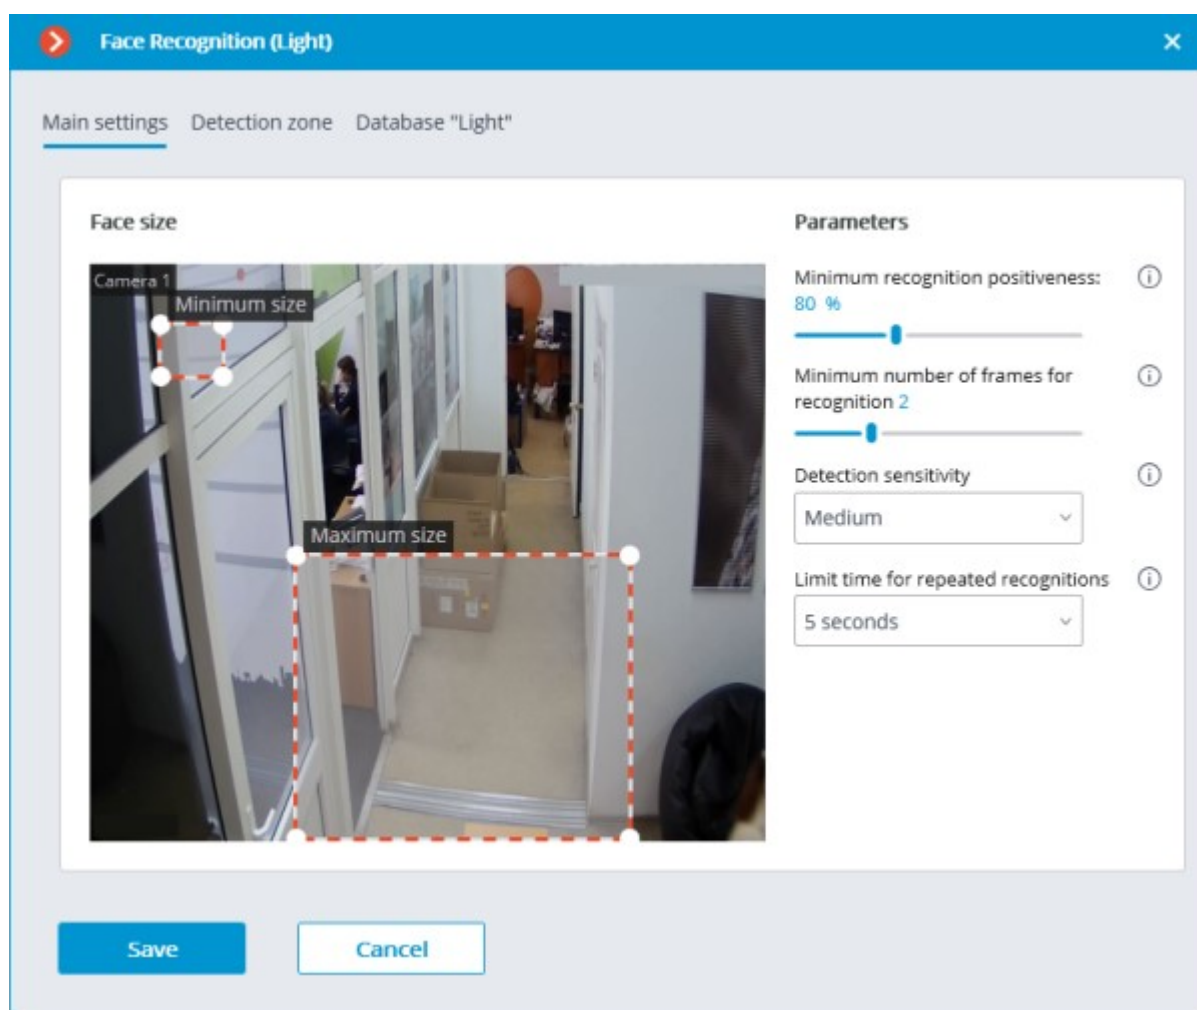 Face Recognition (Light)
Main settings Detection zone Database "Light"
Face size
Camera 1
Minimum size
Maximum size
Parameters
Minimum recognition positiveness:
80 %
Minimum number of frames for
recognition 2
Detection sensitivity
Medium
Limit time for repeated recognitions
5 seconds
Save Cancel